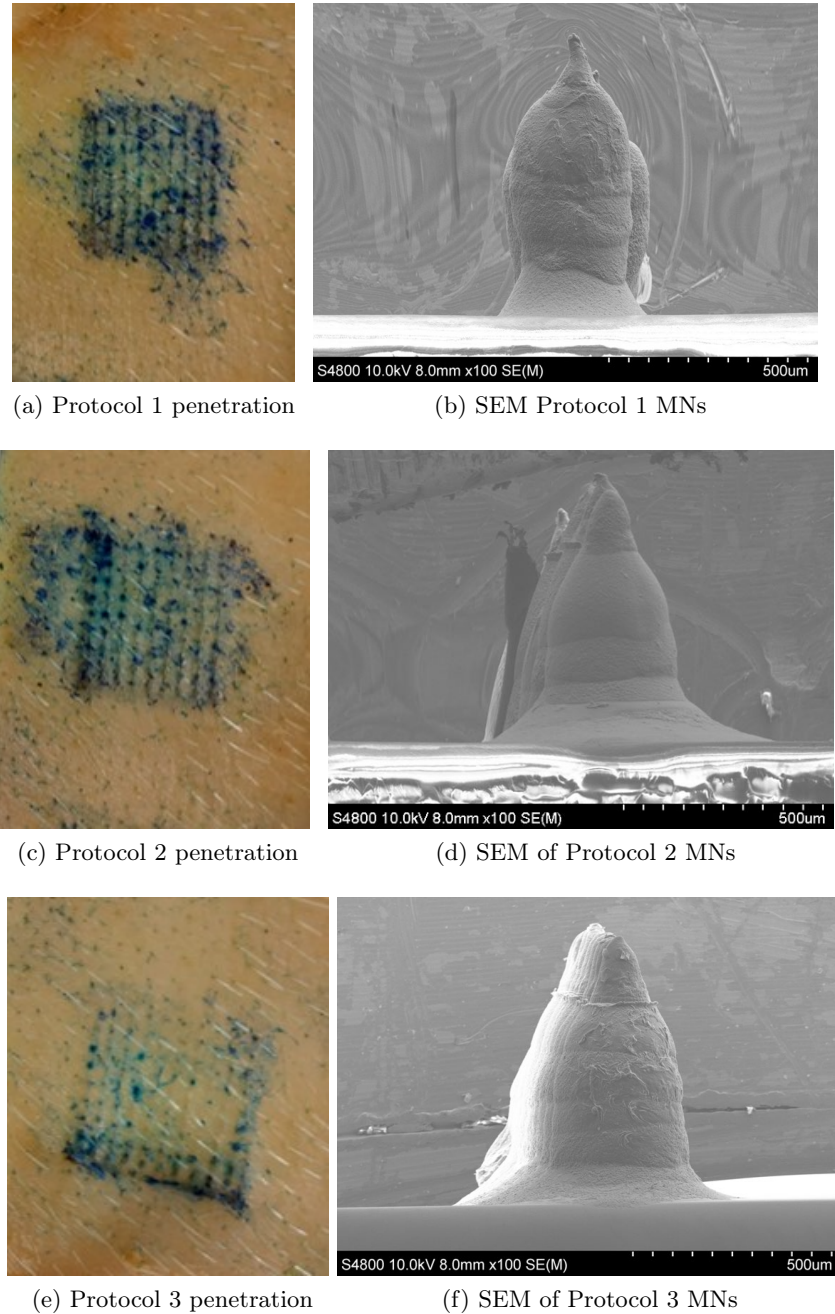 S4800 10.0kV 8.0mm x100 SE(M) 500um
(a) Protocol 1 penetration
(b) SEM Protocol 1 MNs
S4800 10.0kV 8.0mm x100 SE(M) 500um
(c) Protocol 2 penetration
(d) SEM of Protocol 2 MNs
S4800 10.0kV 8.0mm x100 SE(M) 500um
(e) Protocol 3 penetration
(f) SEM of Protocol 3 MNs